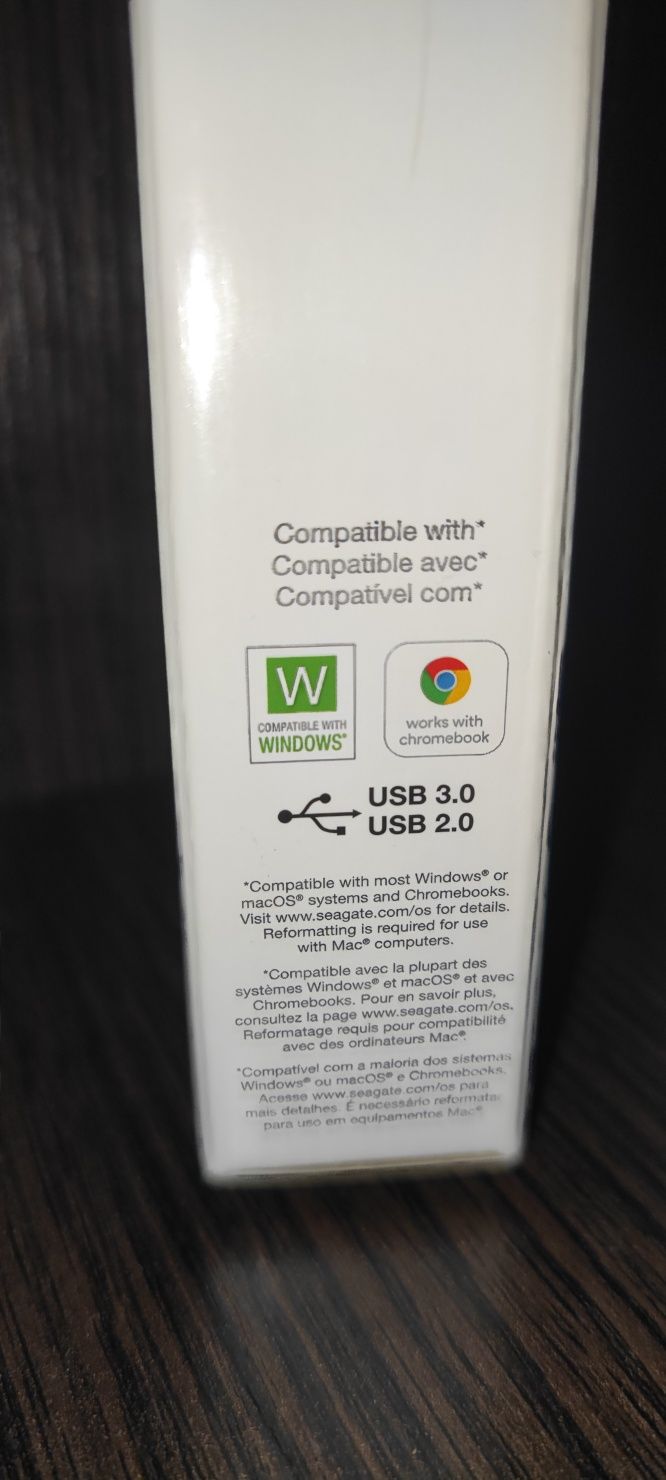 Compatible with*
Compatible avec*
Compatível com*
W
COMPATIBLE WITH
WINDOWS®
works with
chromebook
USB 3.0
USB 2.0
*Compatible with most Windows® or
macOS® systems and Chromebooks.
Visit www.seagate.com/os for details.
Reformatting is required for use
with Mac® computers.
*Compatible avec la plupart des
systèmes Windows® et macOS® et avec
Chromebooks. Pour en savoir plus,
consultez la page www.seagate.com/os.
Reformatage requis pour compatibilité
avec des ordinateurs Mac®.
*Compatível com a maioria dos sistemas
Windows® ou macOS® e Chromebooks.
Acesse www.seagate.com/os para
mais detalhes. É necessário reformatar
para uso em equipamentos Mac®